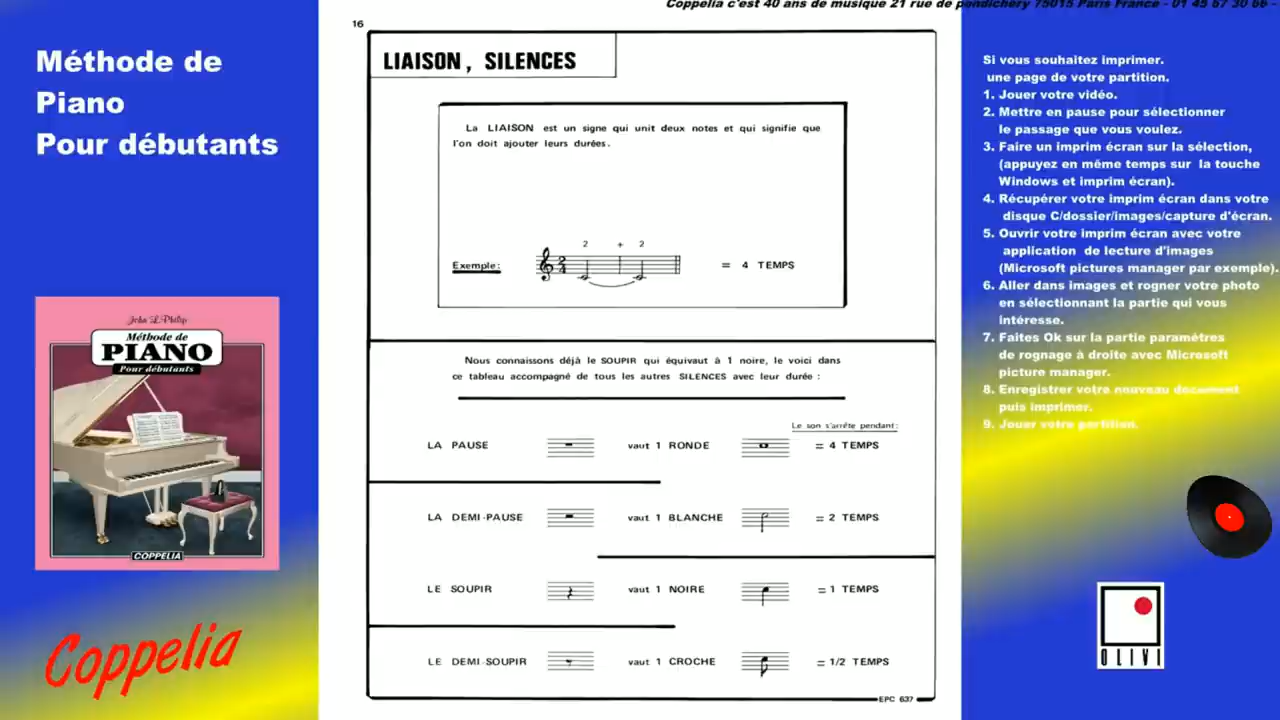 Coppelia c'est 40 ans de musique 21 rue de pondichery 75015 Paris France - 01 45 67 30 66 -
Méthode de
Piano
Pour débutants
John L Philip
Méthode de
PIANO
Pour débutants
COPPELIA
Coppelia
16
LIAISON, SILENCES
La LIAISON est un signe qui unit deux notes et qui signifie que
l'on doit ajouter leurs durées.
2 + 2
Exemple: 2 4 = 4 TEMPS
Nous connaissons déjà le SOUPIR qui équivaut à 1 noire, le voici dans
ce tableau accompagné de tous les autres SILENCES avec leur durée :
Le son s'arrête pendant:
LA PAUSE vaut 1 RONDE = 4 TEMPS
LA DEMI-PAUSE vaut 1 BLANCHE = 2 TEMPS
LE SOUPIR vaut 1 NOIRE = 1 TEMPS
LE DEMI-SOUPIR vaut 1 CROCHE = 1/2 TEMPS
EPC 637
Si vous souhaitez imprimer.
une page de votre partition.
1. Jouer votre vidéo.
2. Mettre en pause pour sélectionner
le passage que vous voulez.
3. Faire un imprim écran sur la sélection,
(appuyez en même temps sur la touche
Windows et imprim écran).
4. Récupérer votre imprim écran dans votre
disque C/dossier/images/capture d'écran.
5. Ouvrir votre imprim écran avec votre
application de lecture d'images
(Microsoft pictures manager par exemple).
6. Aller dans images et rogner votre photo
en sélectionnant la partie qui vous
intéresse.
7. Faites Ok sur la partie paramètres
de rognage à droite avec Microsoft
picture manager.
8. Enregistrer votre nouveau document
puis imprimer.
9. Jouer votre partition.
OLIVI